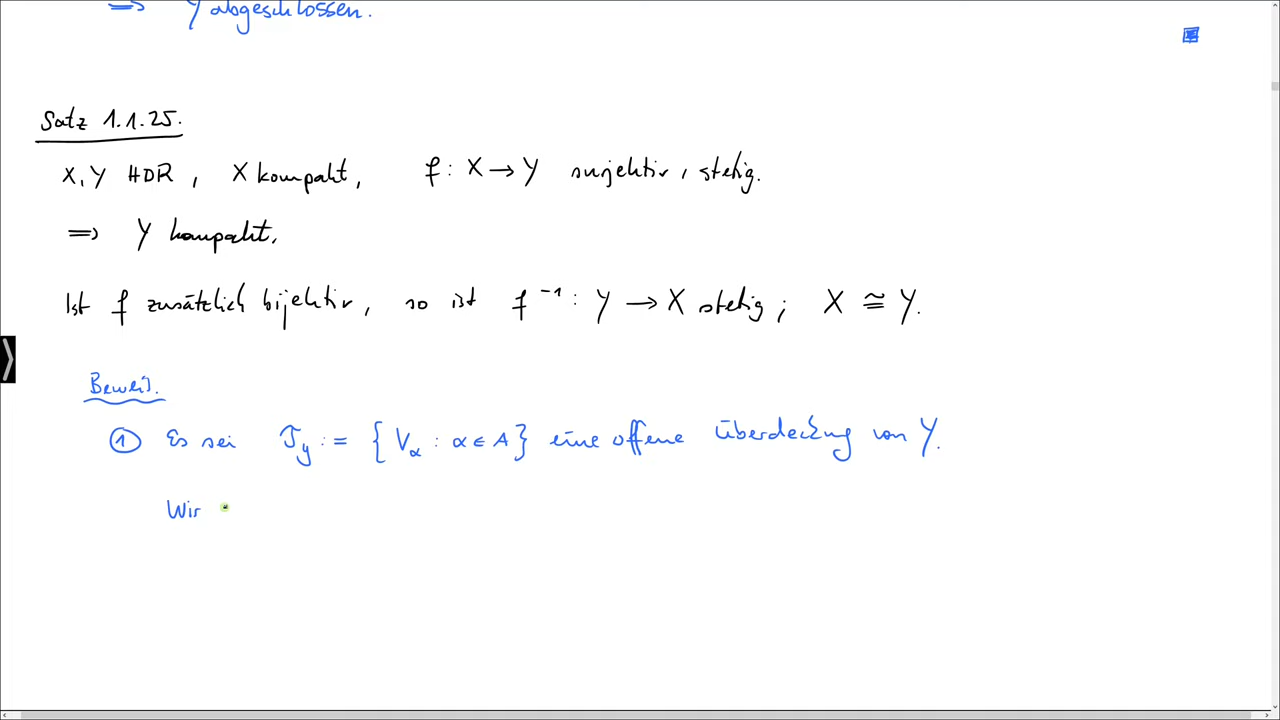 ⟹ Y abgeschlossen.
Satz 1.1.25.
X, Y HDR, X kompakt, f : X → Y surjektiv, stetig.
⟹ Y kompakt.
Ist f zusätzlich bijektiv, so ist f⁻¹ : Y → X stetig; X ≅ Y.
Beweis.
① Es sei 𝒯_y := { V_α : α ∈ A } eine offene Überdeckung von Y.
Wir